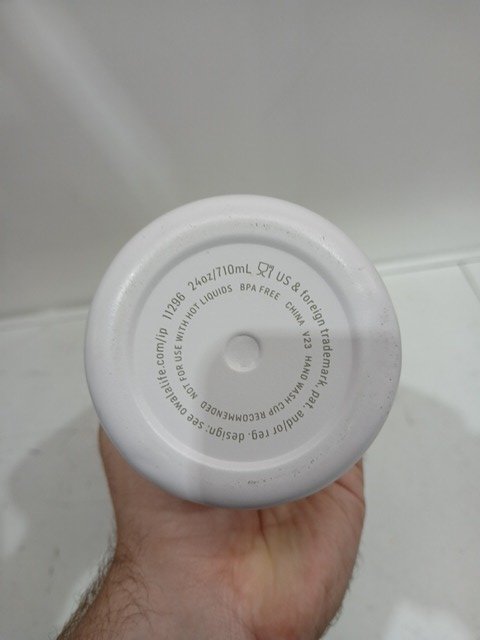 11296 24oz/710mL US & foreign trademark, pat. and/or reg. design: see owalalife.com/ip
NOT FOR USE WITH HOT LIQUIDS BPA FREE CHINA V23 HAND WASH CUP RECOMMENDED